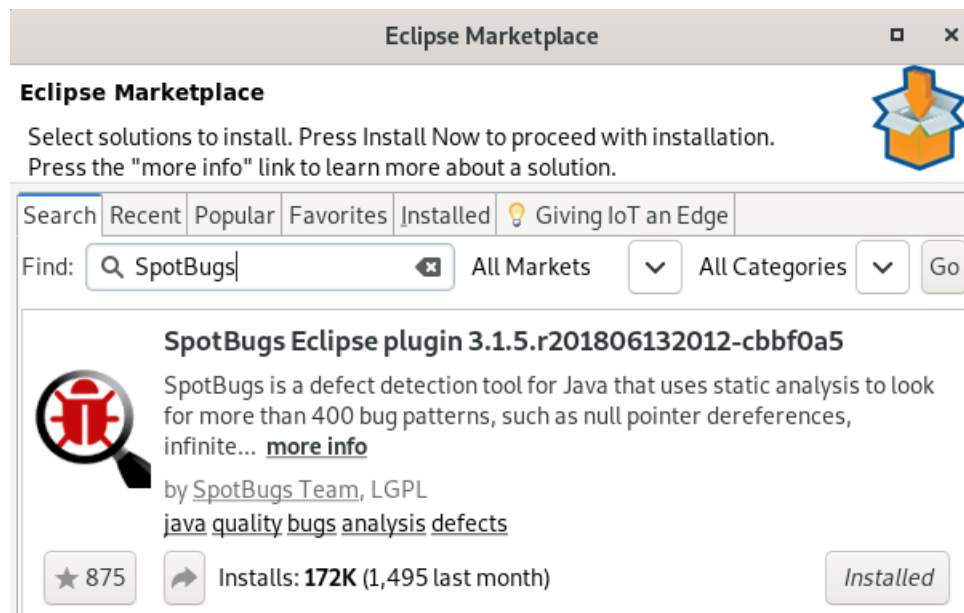 Eclipse Marketplace
Eclipse Marketplace
Select solutions to install. Press Install Now to proceed with installation.
Press the "more info" link to learn more about a solution.
Search Recent Popular Favorites Installed Giving IoT an Edge
Find: SpotBugs All Markets All Categories Go
SpotBugs Eclipse plugin 3.1.5.r201806132012-cbbf0a5
SpotBugs is a defect detection tool for Java that uses static analysis to look
for more than 400 bug patterns, such as null pointer dereferences,
infinite... more info
by SpotBugs Team, LGPL
java quality bugs analysis defects
875 Installs: 172K (1,495 last month) Installed